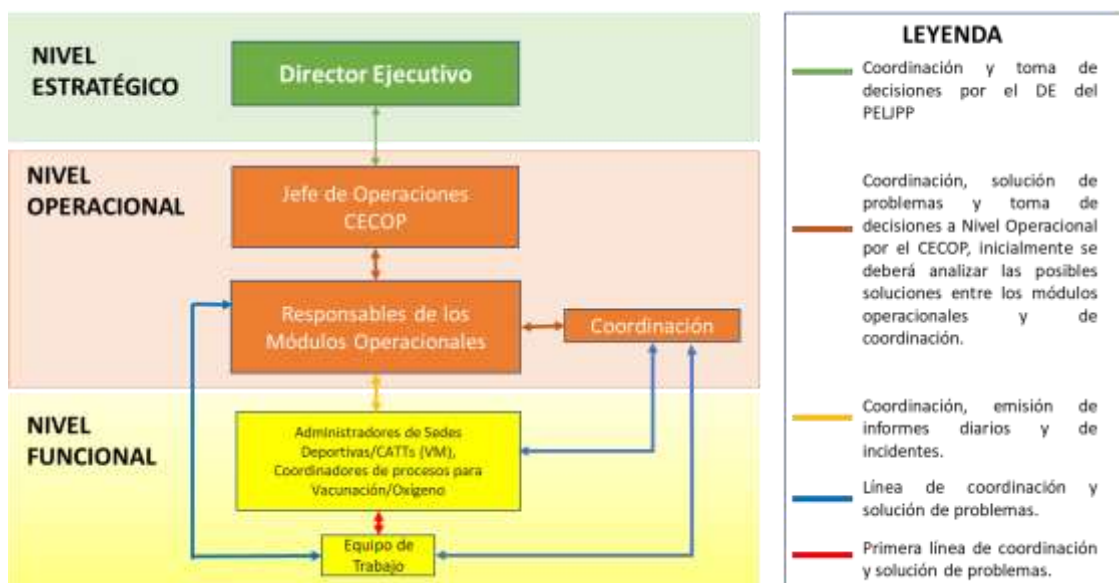 NIVEL
ESTRATÉGICO
Director Ejecutivo
NIVEL
OPERACIONAL
Jefe de Operaciones
CECOP
Responsables de los
Módulos Operacionales
Coordinación
NIVEL
FUNCIONAL
Administradores de Sedes
Deportivas/CATTs (VM),
Coordinadores de procesos para
Vacunación/Oxígeno
Equipo de
Trabajo
LEYENDA
Coordinación y toma de
decisiones por el DE del
PELJPP
Coordinación, solución de
problemas y toma de
decisiones a Nivel Operacional
por el CECOP, inicialmente se
deberá analizar las posibles
soluciones entre los módulos
operacionales y de
coordinación.
Coordinación, emisión de
informes diarios y de
incidentes.
Línea de coordinación y
solución de problemas.
Primera línea de coordinación
y solución de problemas.